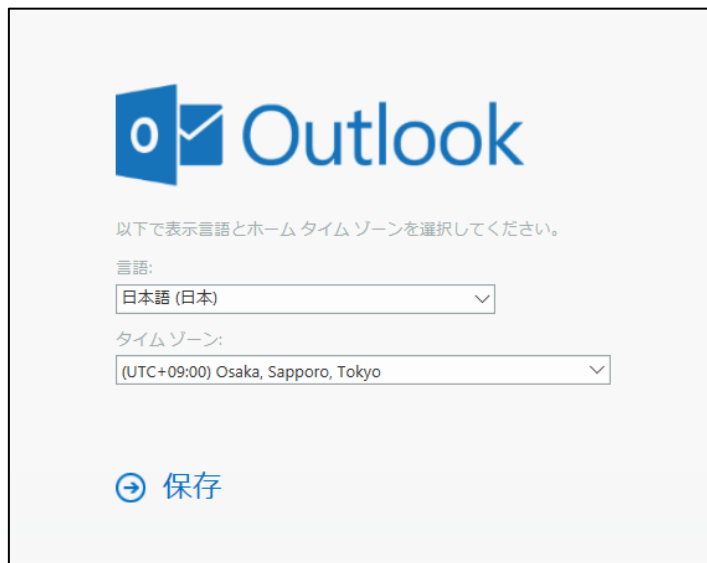 Outlook
以下で表示言語とホーム タイム ゾーンを選択してください。
言語:
日本語 (日本)
タイム ゾーン:
(UTC+09:00) Osaka, Sapporo, Tokyo
保存